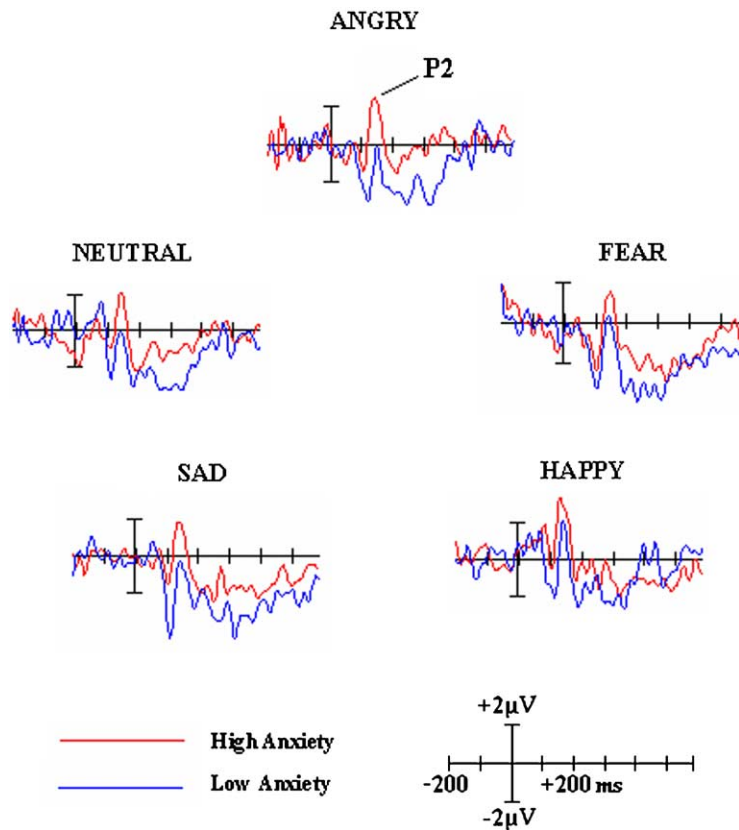 ANGRY
P2
NEUTRAL
FEAR
SAD
HAPPY
High Anxiety
Low Anxiety
+2µV
-200
+200 ms
-2µV